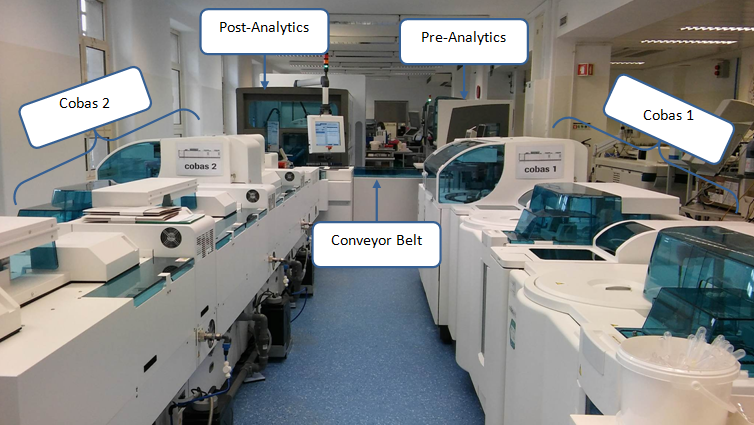 Post-Analytics
Pre-Analytics
Cobas 2
Cobas 1
cobas 2
cobas 1
Conveyor Belt